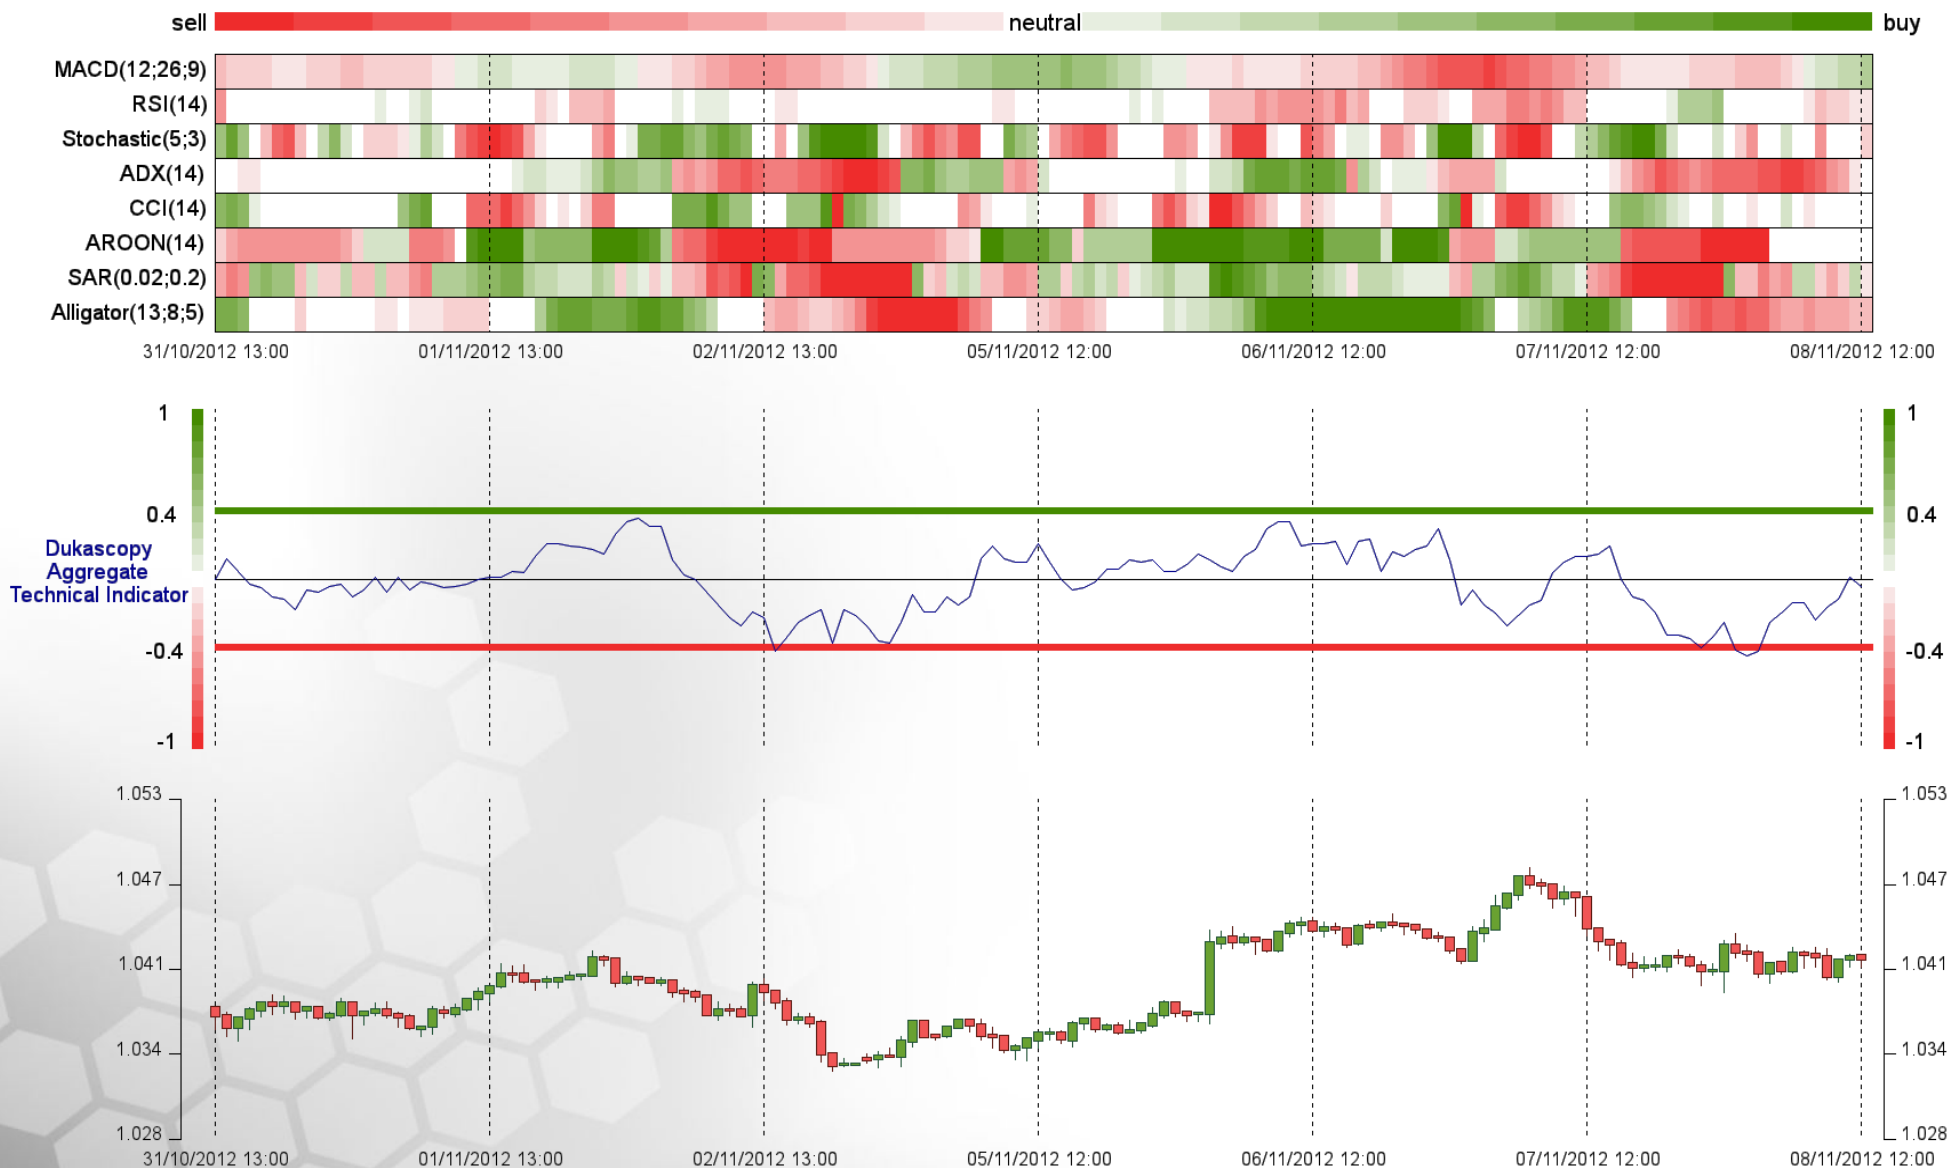 sell neutral buy
MACD(12;26;9)
RSI(14)
Stochastic(5;3)
ADX(14)
CCI(14)
AROON(14)
SAR(0.02;0.2)
Alligator(13;8;5)
31/10/2012 13:00 01/11/2012 13:00 02/11/2012 13:00 05/11/2012 12:00 06/11/2012 12:00 07/11/2012 12:00 08/11/2012 12:00
1 1
0.4 0.4
Dukascopy
Aggregate
Technical Indicator
-0.4 -0.4
-1 -1
1.053 1.053
1.047 1.047
1.041 1.041
1.034 1.034
1.028 1.028
31/10/2012 13:00 01/11/2012 13:00 02/11/2012 13:00 05/11/2012 12:00 06/11/2012 12:00 07/11/2012 12:00 08/11/2012 12:00